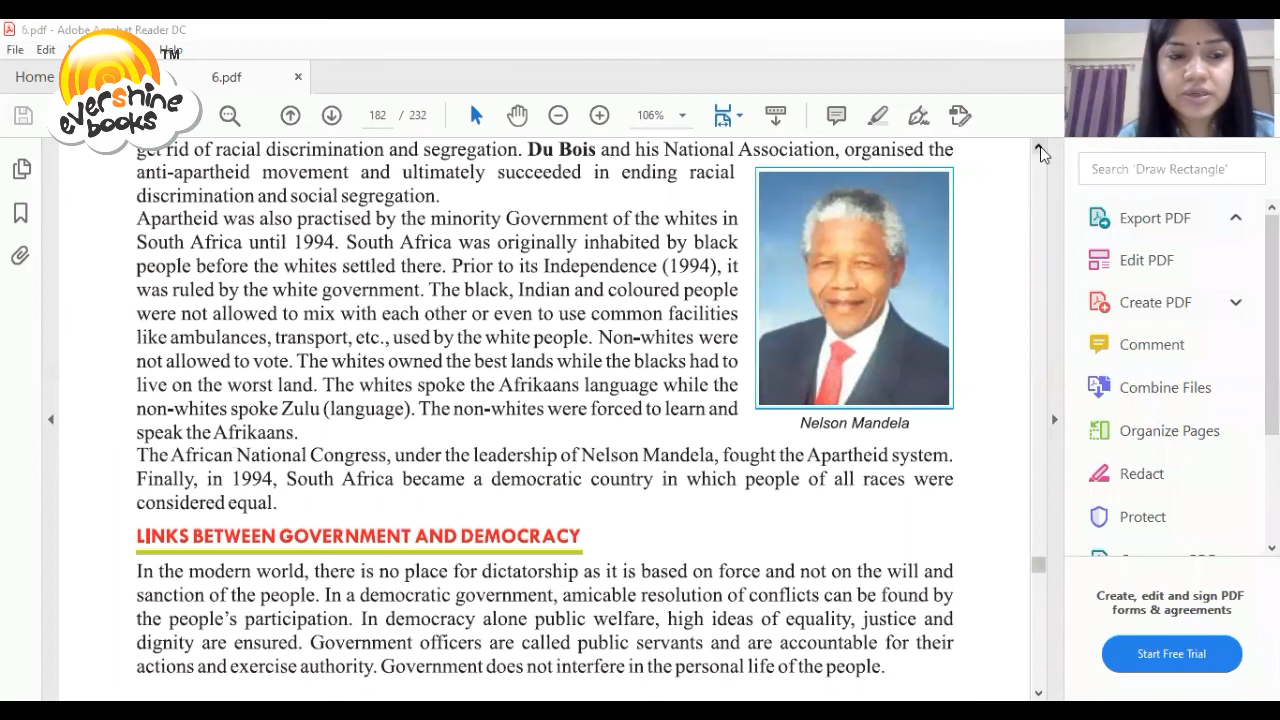 6.pdf - Adobe Acrobat Reader DC
File Edit Help
Home 6.pdf ×
evershine books TM
182 / 232 106%
get rid of racial discrimination and segregation. Du Bois and his National Association, organised the
anti-apartheid movement and ultimately succeeded in ending racial
discrimination and social segregation.
Apartheid was also practised by the minority Government of the whites in
South Africa until 1994. South Africa was originally inhabited by black
people before the whites settled there. Prior to its Independence (1994), it
was ruled by the white government. The black, Indian and coloured people
were not allowed to mix with each other or even to use common facilities
like ambulances, transport, etc., used by the white people. Non-whites were
not allowed to vote. The whites owned the best lands while the blacks had to
live on the worst land. The whites spoke the Afrikaans language while the
non-whites spoke Zulu (language). The non-whites were forced to learn and
speak the Afrikaans.
Nelson Mandela
The African National Congress, under the leadership of Nelson Mandela, fought the Apartheid system.
Finally, in 1994, South Africa became a democratic country in which people of all races were
considered equal.
LINKS BETWEEN GOVERNMENT AND DEMOCRACY
In the modern world, there is no place for dictatorship as it is based on force and not on the will and
sanction of the people. In a democratic government, amicable resolution of conflicts can be found by
the people's participation. In democracy alone public welfare, high ideas of equality, justice and
dignity are ensured. Government officers are called public servants and are accountable for their
actions and exercise authority. Government does not interfere in the personal life of the people.
Search 'Draw Rectangle'
Export PDF
Edit PDF
Create PDF
Comment
Combine Files
Organize Pages
Redact
Protect
Create, edit and sign PDF
forms & agreements
Start Free Trial